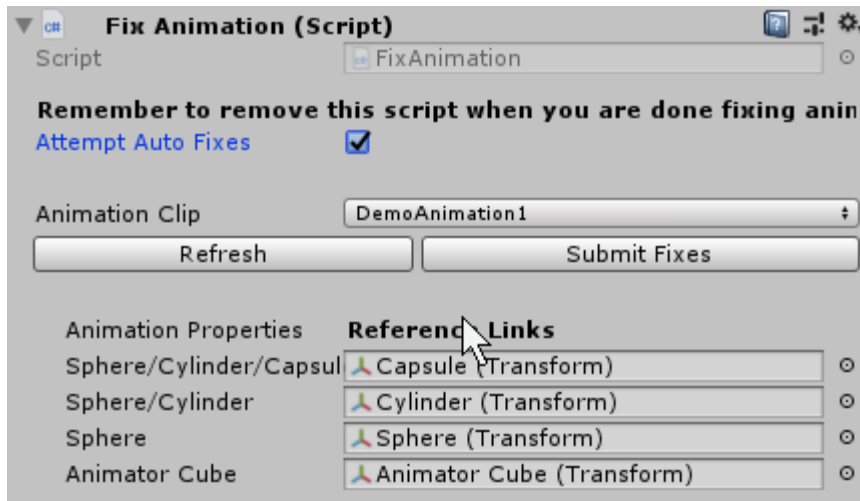 Fix Animation (Script)
Script FixAnimation
Remember to remove this script when you are done fixing
Attempt Auto Fixes
Animation Clip DemoAnimation1
Refresh Submit Fixes
Animation Properties Reference Links
Sphere/Cylinder/Capsul Capsule (Transform)
Sphere/Cylinder Cylinder (Transform)
Sphere Sphere (Transform)
Animator Cube Animator Cube (Transform)